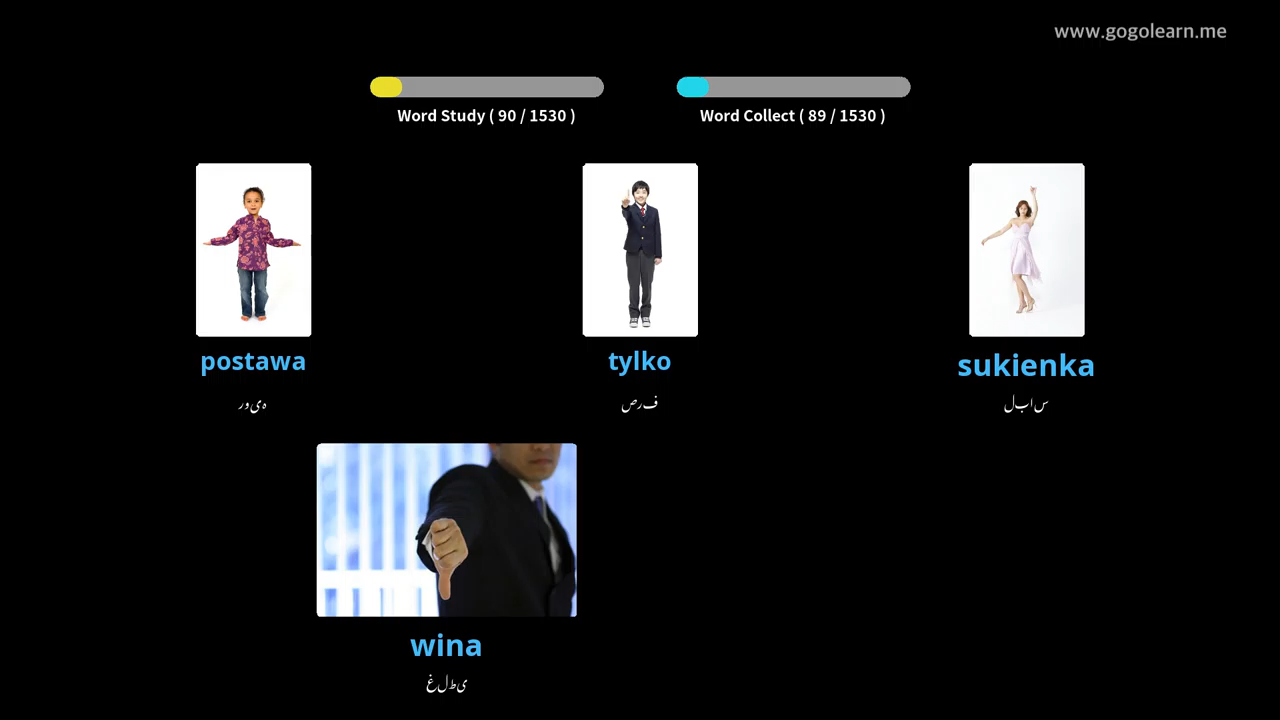 www.gogolearn.me
Word Study ( 90 / 1530 )
Word Collect ( 89 / 1530 )
postawa
tylko
sukienka
رویہ
صرف
لباس
wina
غلطی